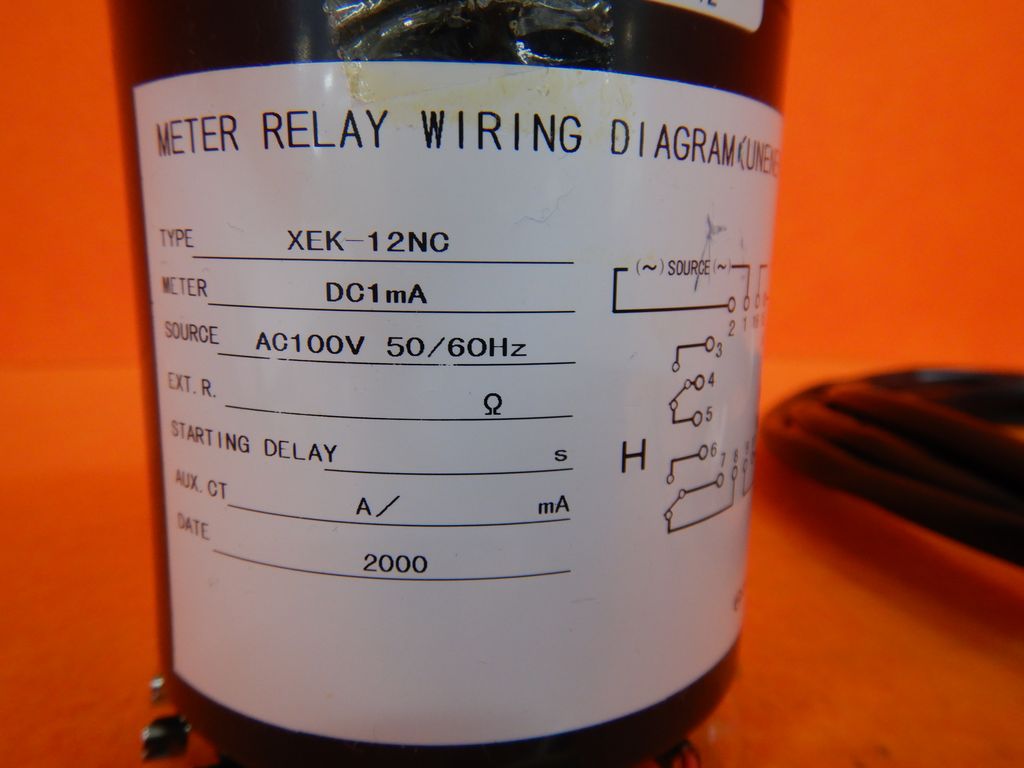 METER RELAY WIRING DIAGRAM
TYPE XEK-12NC
METER DC1mA
SOURCE AC100V 50/60Hz
EXT.R. Ω
STARTING DELAY s
AUX.CT A/ mA
DATE 2000
(~) SOURCE (~)
2 1
3
4
5
H
6 7 8